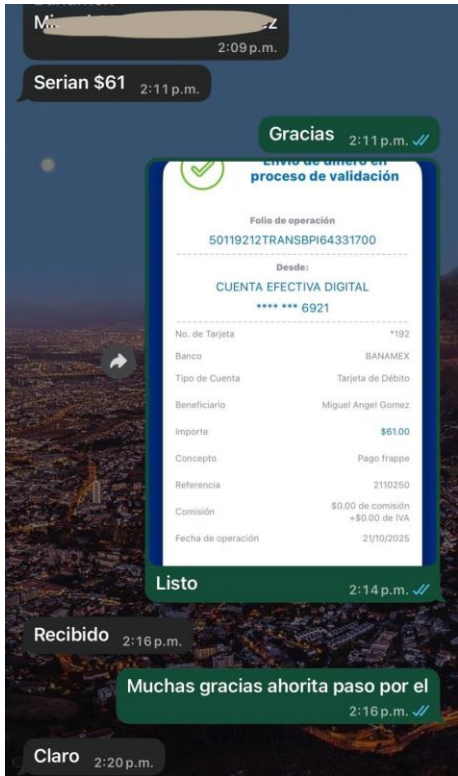 2:09 p.m.
Serian $61 2:11 p.m.
Gracias 2:11 p.m.
Envío de dinero en
proceso de validación
Folio de operación
50119212TRANSBPI64331700
Desde:
CUENTA EFECTIVA DIGITAL
**** *** 6921
No. de Tarjeta *192
Banco BANAMEX
Tipo de Cuenta Tarjeta de Débito
Beneficiario Miguel Angel Gomez
Importe $61.00
Concepto Pago frappe
Referencia 2110250
Comisión $0.00 de comisión
+$0.00 de IVA
Fecha de operación 21/10/2025
Listo 2:14 p.m.
Recibido 2:16 p.m.
Muchas gracias ahorita paso por el
2:16 p.m.
Claro 2:20 p.m.